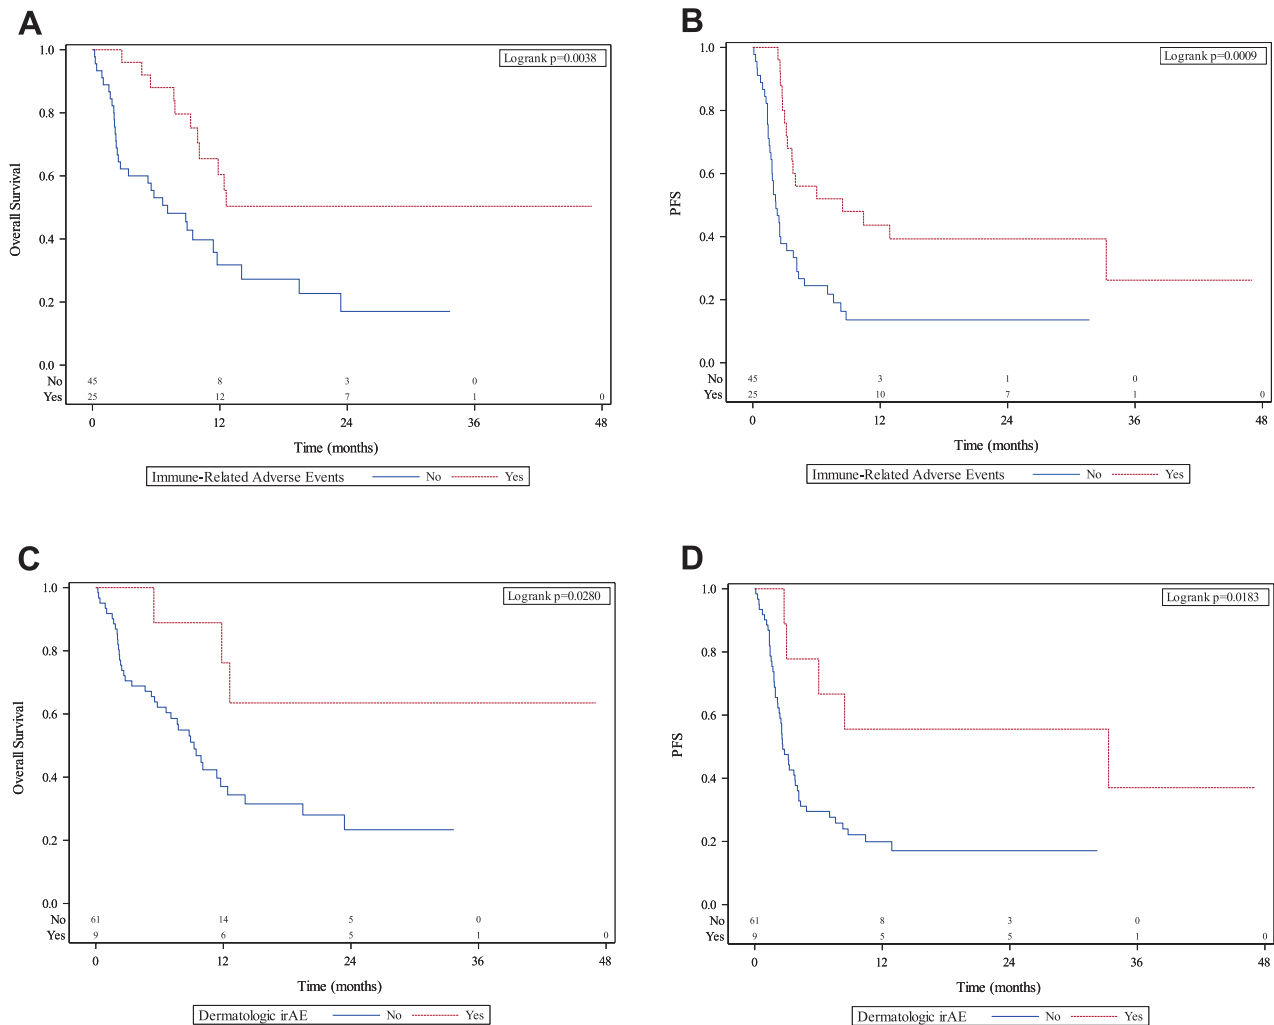 A
Logrank p=0.0038
1.0
0.8
0.6
0.4
0.2
0.0
Overall Survival
No 45 8 3 0
Yes 25 12 7 1 0
0 12 24 36 48
Time (months)
Immune-Related Adverse Events No Yes
B
Logrank p=0.0009
1.0
0.8
0.6
0.4
0.2
0.0
PFS
No 45 3 1 0
Yes 25 10 7 1 0
0 12 24 36 48
Time (months)
Immune-Related Adverse Events No Yes
C
Logrank p=0.0280
1.0
0.8
0.6
0.4
0.2
0.0
Overall Survival
No 61 14 5 0
Yes 9 6 5 1 0
0 12 24 36 48
Time (months)
Dermatologic irAE No Yes
D
Logrank p=0.0183
1.0
0.8
0.6
0.4
0.2
0.0
PFS
No 61 8 3 0
Yes 9 5 5 1 0
0 12 24 36 48
Time (months)
Dermatologic irAE No Yes